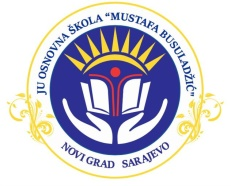 JU OSNOVNA ŠKOLA "MUSTAFA BUSULADŽIĆ"
NOVI GRAD SARAJEVO